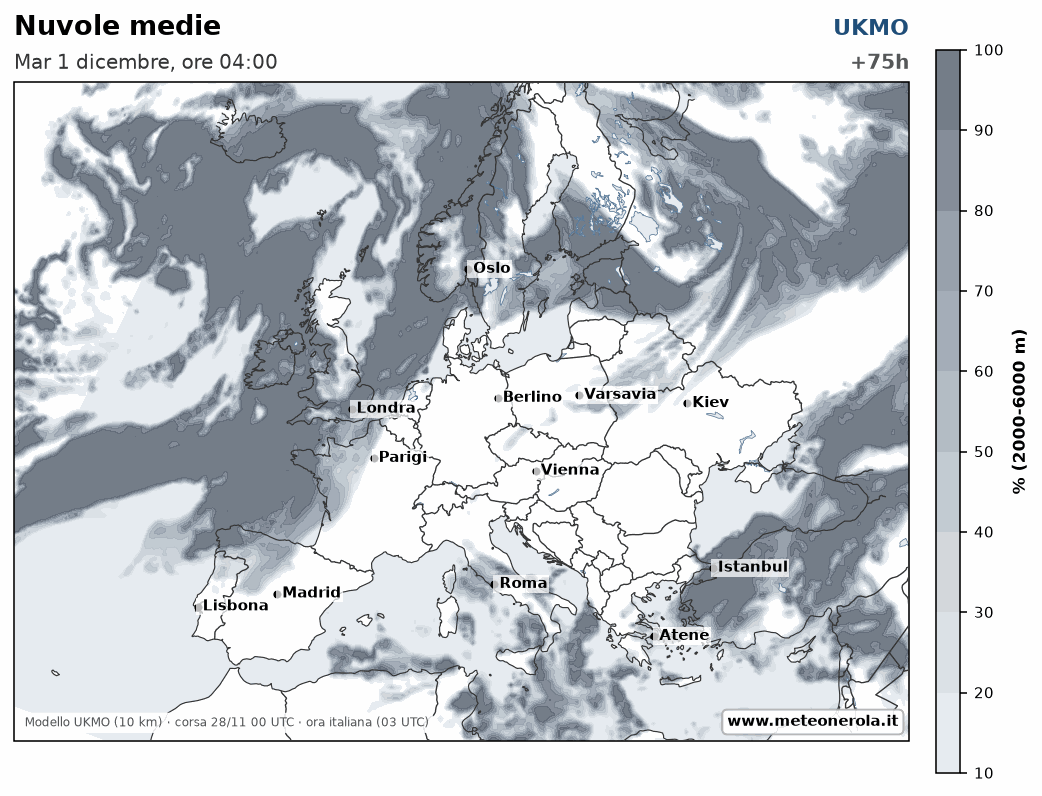 Nuvole medie
UKMO
Mar 1 dicembre, ore 04:00
+75h
Oslo
Londra
Berlino
Varsavia
Kiev
Parigi
Vienna
Istanbul
Roma
Madrid
Lisbona
Atene
Modello UKMO (10 km) · corsa 28/11 00 UTC · ora italiana (03 UTC)
www.meteonerola.it
100
90
80
70
60
50
40
30
20
10
% (2000-6000 m)